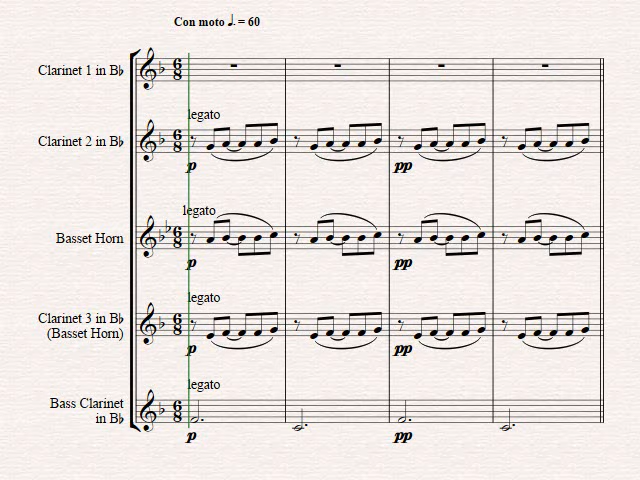 Con moto ♩. = 60
Clarinet 1 in B♭
legato
Clarinet 2 in B♭
p
pp
legato
Basset Horn
p
pp
legato
Clarinet 3 in B♭
(Basset Horn)
p
pp
legato
Bass Clarinet
in B♭
p
pp